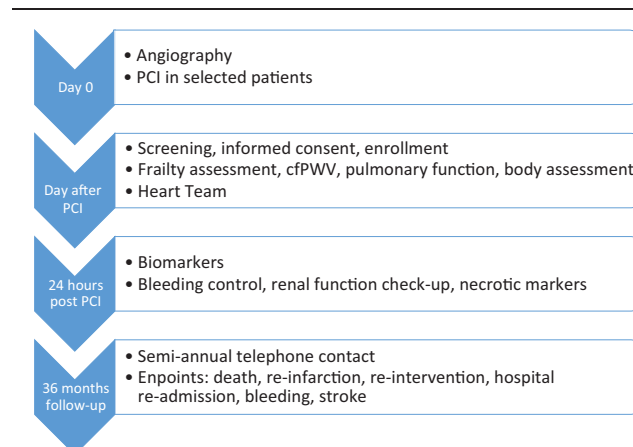 Day 0
• Angiography
• PCI in selected patients
Day after
PCI
• Screening, informed consent, enrollment
• Frailty assessment, cfPWV, pulmonary function, body assessment
• Heart Team
24 hours
post PCI
• Biomarkers
• Bleeding control, renal function check-up, necrotic markers
36 months
follow-up
• Semi-annual telephone contact
• Enpoints: death, re-infarction, re-intervention, hospital
re-admission, bleeding, stroke